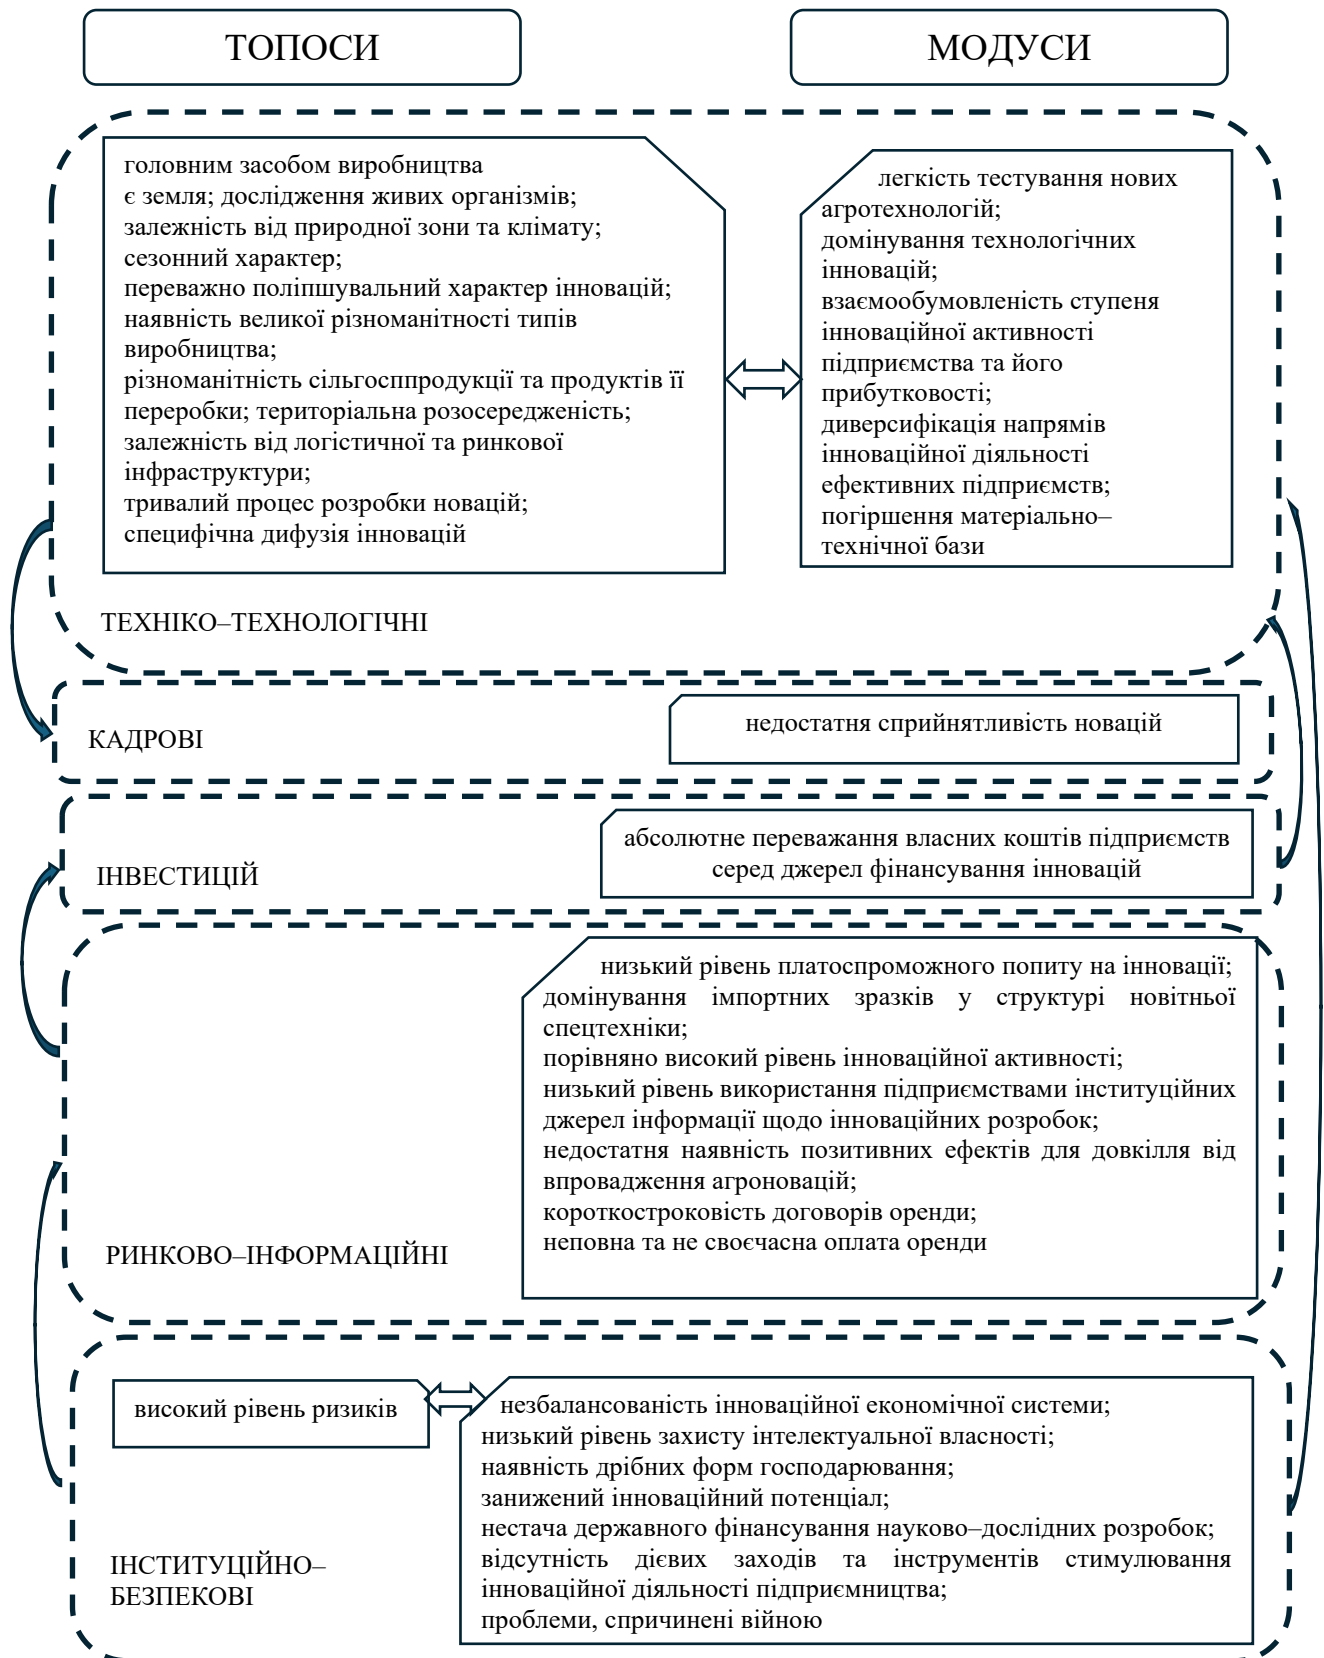 ТОПОСИ
МОДУСИ
головним засобом виробництва
є земля; дослідження живих організмів;
залежність від природної зони та клімату;
сезонний характер;
переважно поліпшувальний характер інновацій;
наявність великої різноманітності типів
виробництва;
різноманітність сільгосппродукції та продуктів її
переробки; територіальна розосередженість;
залежність від логістичної та ринкової
інфраструктури;
тривалий процес розробки новацій;
специфічна дифузія інновацій
легкість тестування нових
агротехнологій;
домінування технологічних
інновацій;
взаємообумовленість ступеня
інноваційної активності
підприємства та його
прибутковості;
диверсифікація напрямів
інноваційної діяльності
ефективних підприємств;
погіршення матеріально–
технічної бази
ТЕХНІКО–ТЕХНОЛОГІЧНІ
КАДРОВІ
недостатня сприйнятливість новацій
ІНВЕСТИЦІЙ
абсолютне переважання власних коштів підприємств
серед джерел фінансування інновацій
низький рівень платоспроможного попиту на інновації;
домінування імпортних зразків у структурі новітньої
спецтехніки;
порівняно високий рівень інноваційної активності;
низький рівень використання підприємствами інституційних
джерел інформації щодо інноваційних розробок;
недостатня наявність позитивних ефектів для довкілля від
впровадження агроновацій;
короткостроковість договорів оренди;
неповна та не своєчасна оплата оренди
РИНКОВО–ІНФОРМАЦІЙНІ
високий рівень ризиків
незбалансованість інноваційної економічної системи;
низький рівень захисту інтелектуальної власності;
наявність дрібних форм господарювання;
занижений інноваційний потенціал;
нестача державного фінансування науково–дослідних розробок;
відсутність дієвих заходів та інструментів стимулювання
інноваційної діяльності підприємництва;
проблеми, спричинені війною
ІНСТИТУЦІЙНО–
БЕЗПЕКОВІ